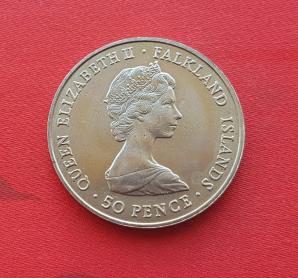 QUEEN ELIZABETH II · FALKLAND ISLANDS
· 50 PENCE ·